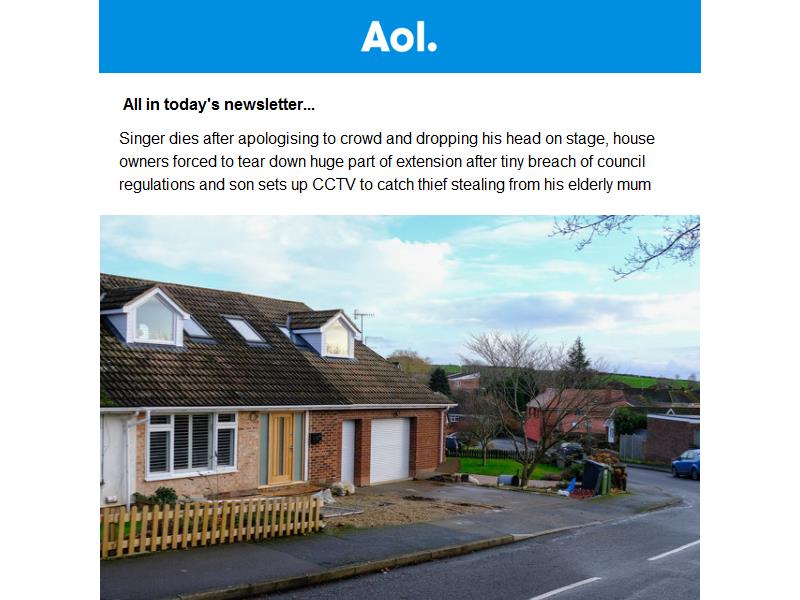 Aol.
All in today's newsletter...
Singer dies after apologising to crowd and dropping his head on stage, house
owners forced to tear down huge part of extension after tiny breach of council
regulations and son sets up CCTV to catch thief stealing from his elderly mum